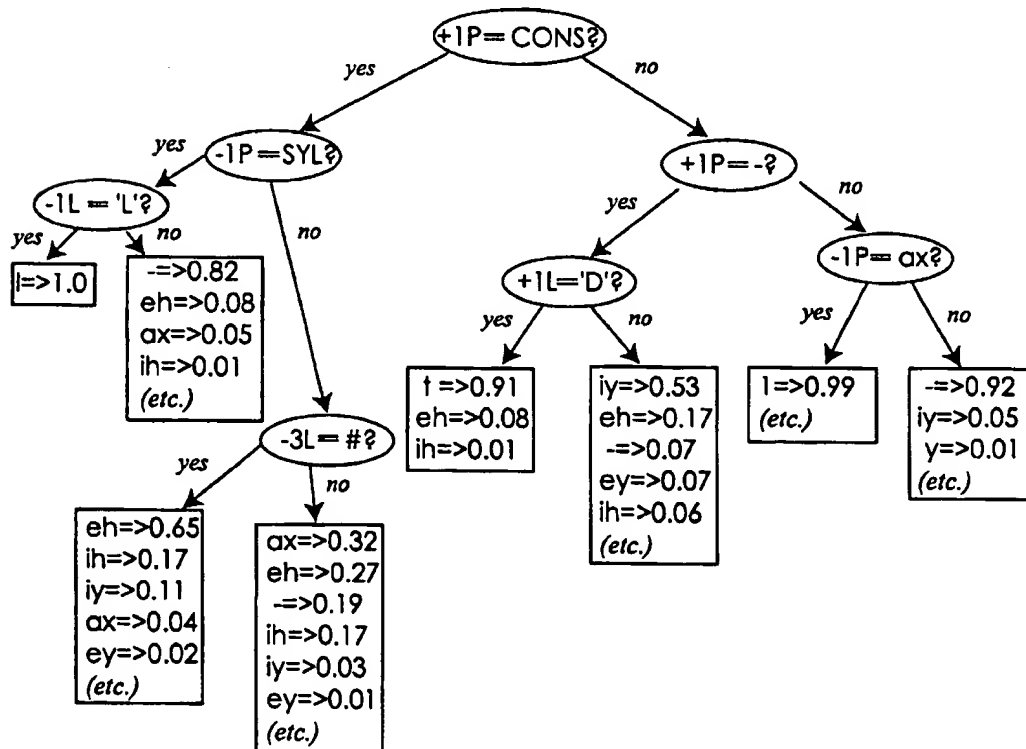 +1P== CONS?
yes
no
-1P==SYL?
+1P== -?
yes
no
yes
no
-1L == 'L'?
+1L='D'?
-1P== ax?
yes
no
yes
no
yes
no
l=>1.0
-=>0.82
eh=>0.08
ax=>0.05
ih=>0.01
(etc.)
t =>0.91
eh=>0.08
ih=>0.01
iy=>0.53
eh=>0.17
-=>0.07
ey=>0.07
ih=>0.06
(etc.)
1=>0.99
(etc.)
-=>0.92
iy=>0.05
y=>0.01
(etc.)
-3L== #?
yes
no
eh=>0.65
ih=>0.17
iy=>0.11
ax=>0.04
ey=>0.02
(etc.)
ax=>0.32
eh=>0.27
-=>0.19
ih=>0.17
iy=>0.03
ey=>0.01
(etc.)